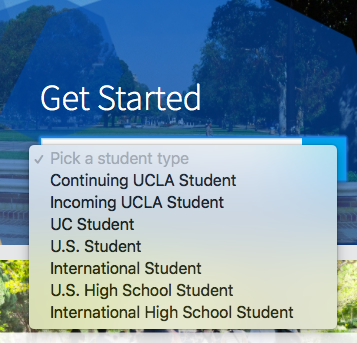 Get Started
✓ Pick a student type
Continuing UCLA Student
Incoming UCLA Student
UC Student
U.S. Student
International Student
U.S. High School Student
International High School Student